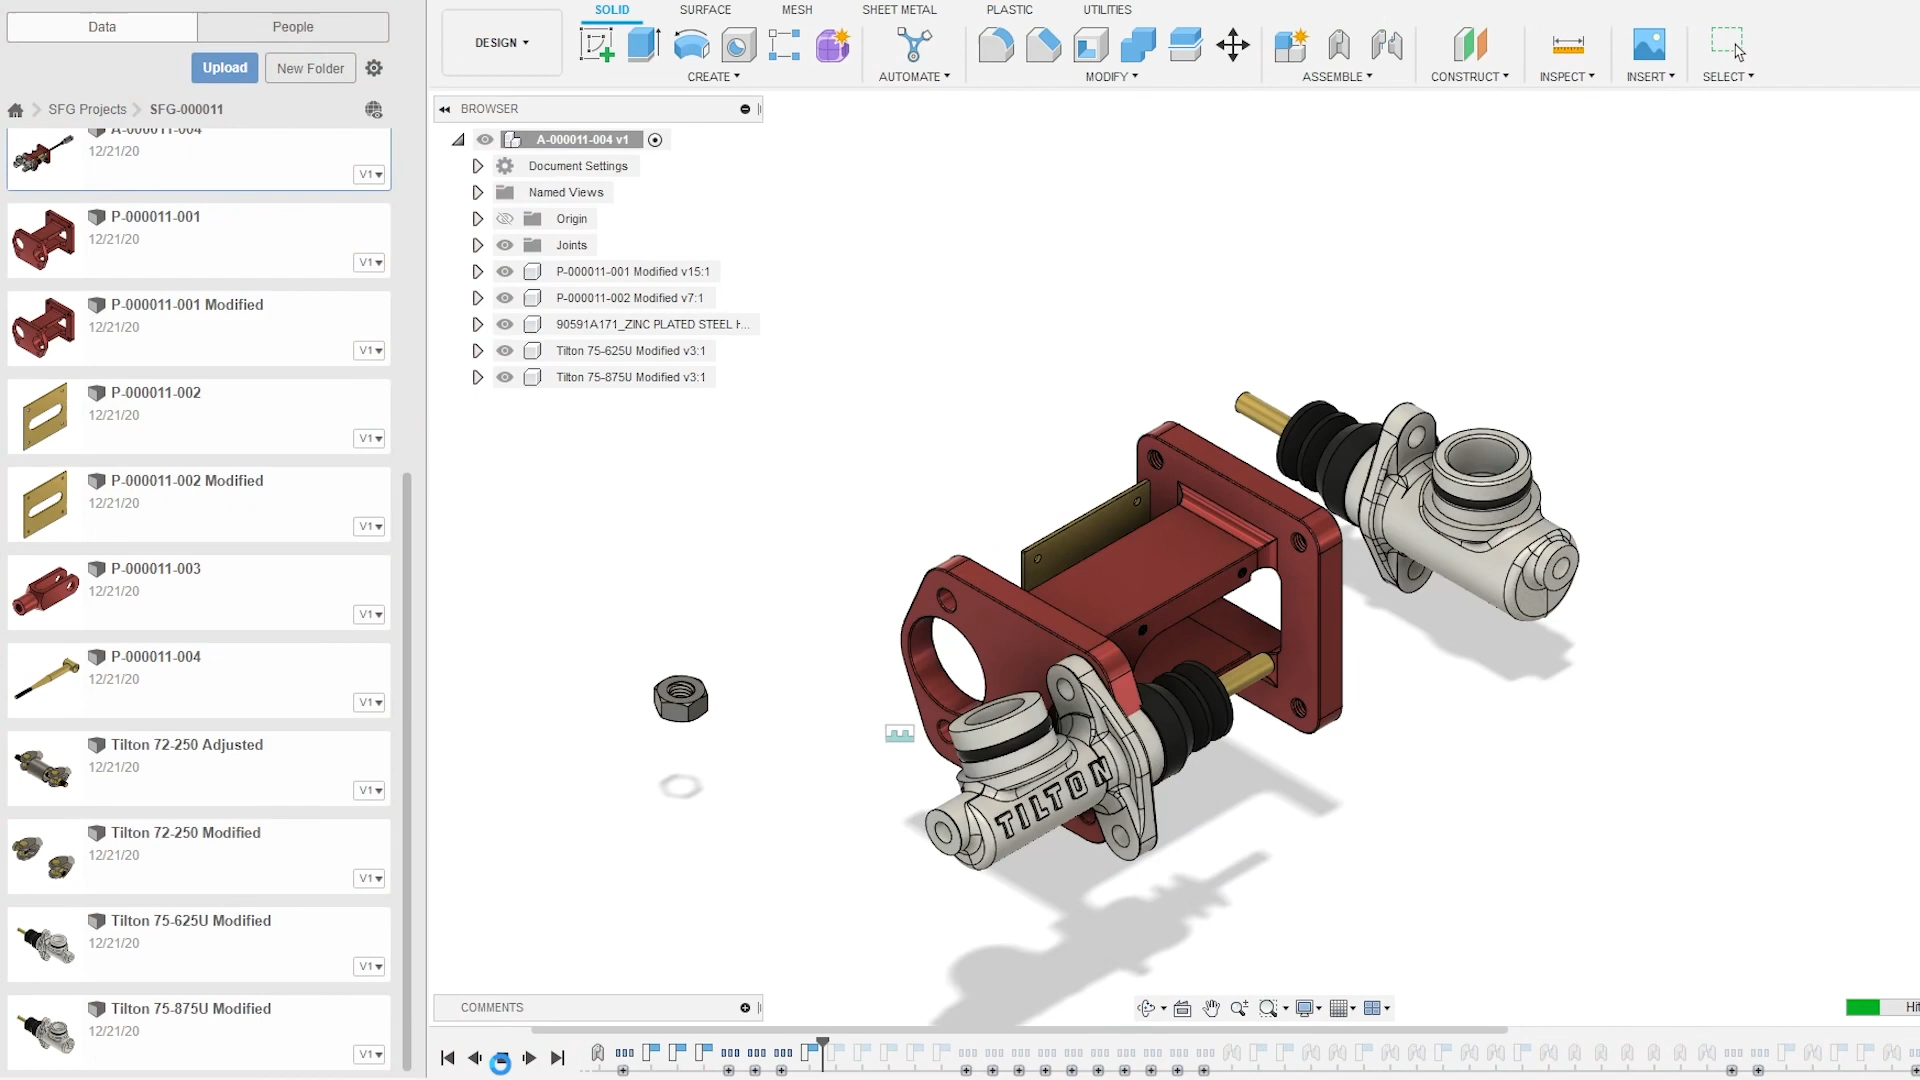 Data
People
Upload
New Folder
SFG Projects
SFG-000011
A-000011-004
12/21/20
V1
P-000011-001
12/21/20
V1
P-000011-001 Modified
12/21/20
V1
P-000011-002
12/21/20
V1
P-000011-002 Modified
12/21/20
V1
P-000011-003
12/21/20
V1
P-000011-004
12/21/20
V1
Tilton 72-250 Adjusted
12/21/20
V1
Tilton 72-250 Modified
12/21/20
V1
Tilton 75-625U Modified
12/21/20
V1
Tilton 75-875U Modified
12/21/20
V1
DESIGN
SOLID
SURFACE
MESH
SHEET METAL
PLASTIC
UTILITIES
CREATE
AUTOMATE
MODIFY
ASSEMBLE
CONSTRUCT
INSPECT
INSERT
SELECT
BROWSER
A-000011-004 v1
Document Settings
Named Views
Origin
Joints
P-000011-001 Modified v15:1
P-000011-002 Modified v7:1
90591A171_ZINC PLATED STEEL H...
Tilton 75-625U Modified v3:1
Tilton 75-875U Modified v3:1
TILTON
COMMENTS